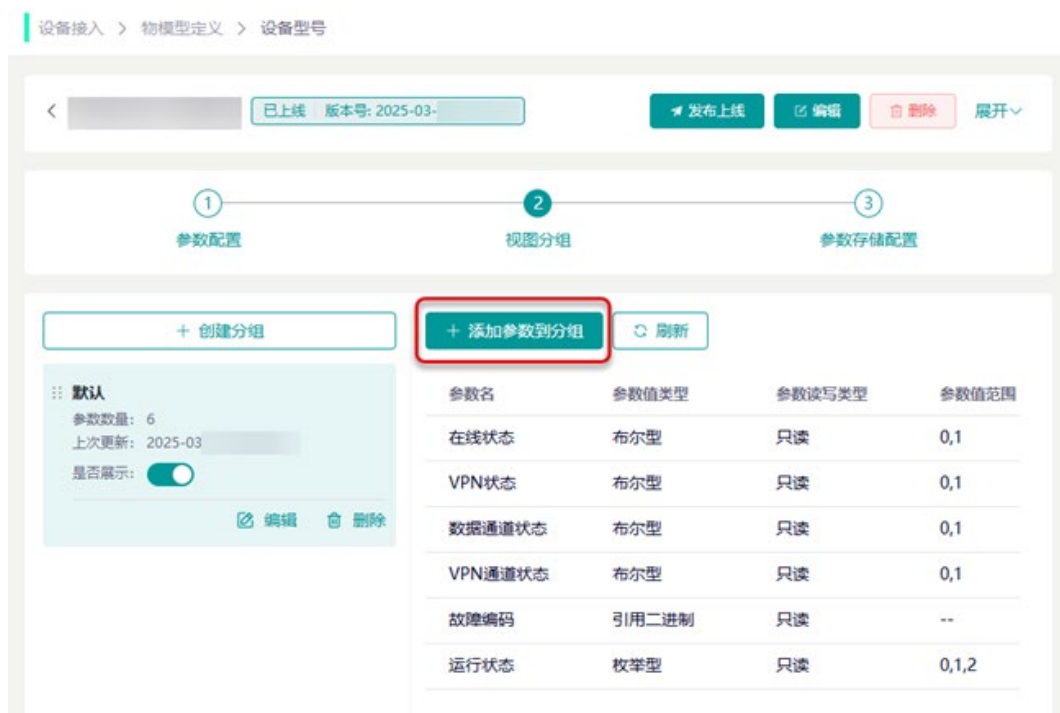 设备接入 > 物模型定义 > 设备型号
已上线 版本号: 2025-03- 发布上线 编辑 删除 展开
1 2 3
参数配置 视图分组 参数存储配置
+ 创建分组 + 添加参数到分组 刷新
默认
参数数量: 6
上次更新: 2025-03
是否展示:
编辑 删除
参数名 参数值类型 参数读写类型 参数值范围
在线状态 布尔型 只读 0,1
VPN状态 布尔型 只读 0,1
数据通道状态 布尔型 只读 0,1
VPN通道状态 布尔型 只读 0,1
故障编码 引用二进制 只读 --
运行状态 枚举型 只读 0,1,2